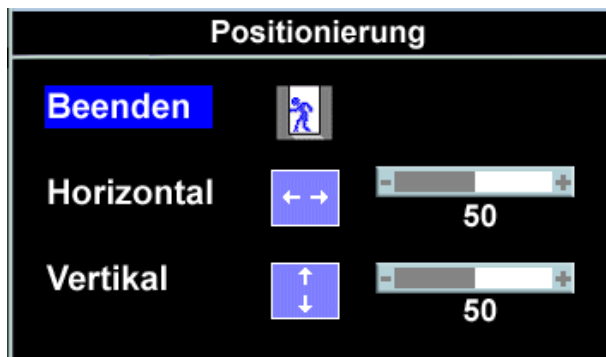 Positionierung
Beenden
Horizontal
- +
50
Vertikal
- +
50